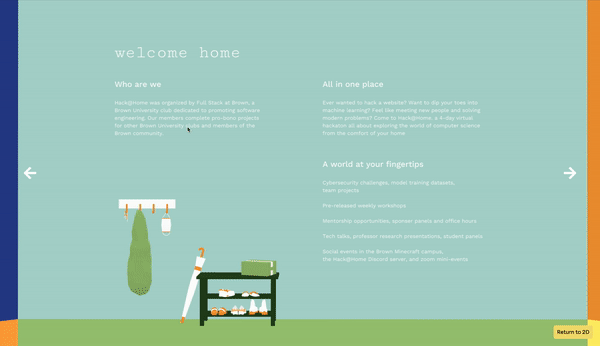 welcome home
Who are we
Hack@Home was organized by Full Stack at Brown, a
Brown University club dedicated to promoting software
engineering. Our members complete pro-bono projects
for other Brown University clubs and members of the
Brown community.
All in one place
Ever wanted to hack a website? Want to dip your toes into
machine learning? Feel like meeting new people and solving
modern problems? Come to Hack@Home, a 4-day virtual
hackathon all about exploring the world of computer science
from the comfort of your home
A world at your fingertips
Cybersecurity challenges, model training datasets,
team projects
Pre-released weekly workshops
Mentorship opportunities, sponsor panels and office hours
Tech talks, professor research presentations, student panels
Social events in the Brown Minecraft campus,
the Hack@Home Discord server, and zoom mini-events
Return to 2D